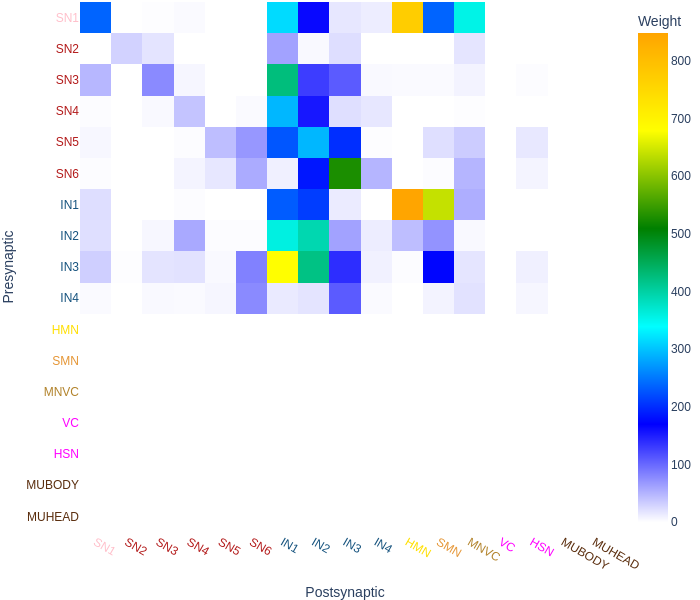 Weight
SN1
SN2
SN3
SN4
SN5
SN6
IN1
IN2
IN3
IN4
HMN
SMN
MNVC
VC
HSN
MUBODY
MUHEAD
Presynaptic
SN1 SN2 SN3 SN4 SN5 SN6 IN1 IN2 IN3 IN4 HMN SMN MNVC VC HSN MUBODY MUHEAD
Postsynaptic
800
700
600
500
400
300
200
100
0